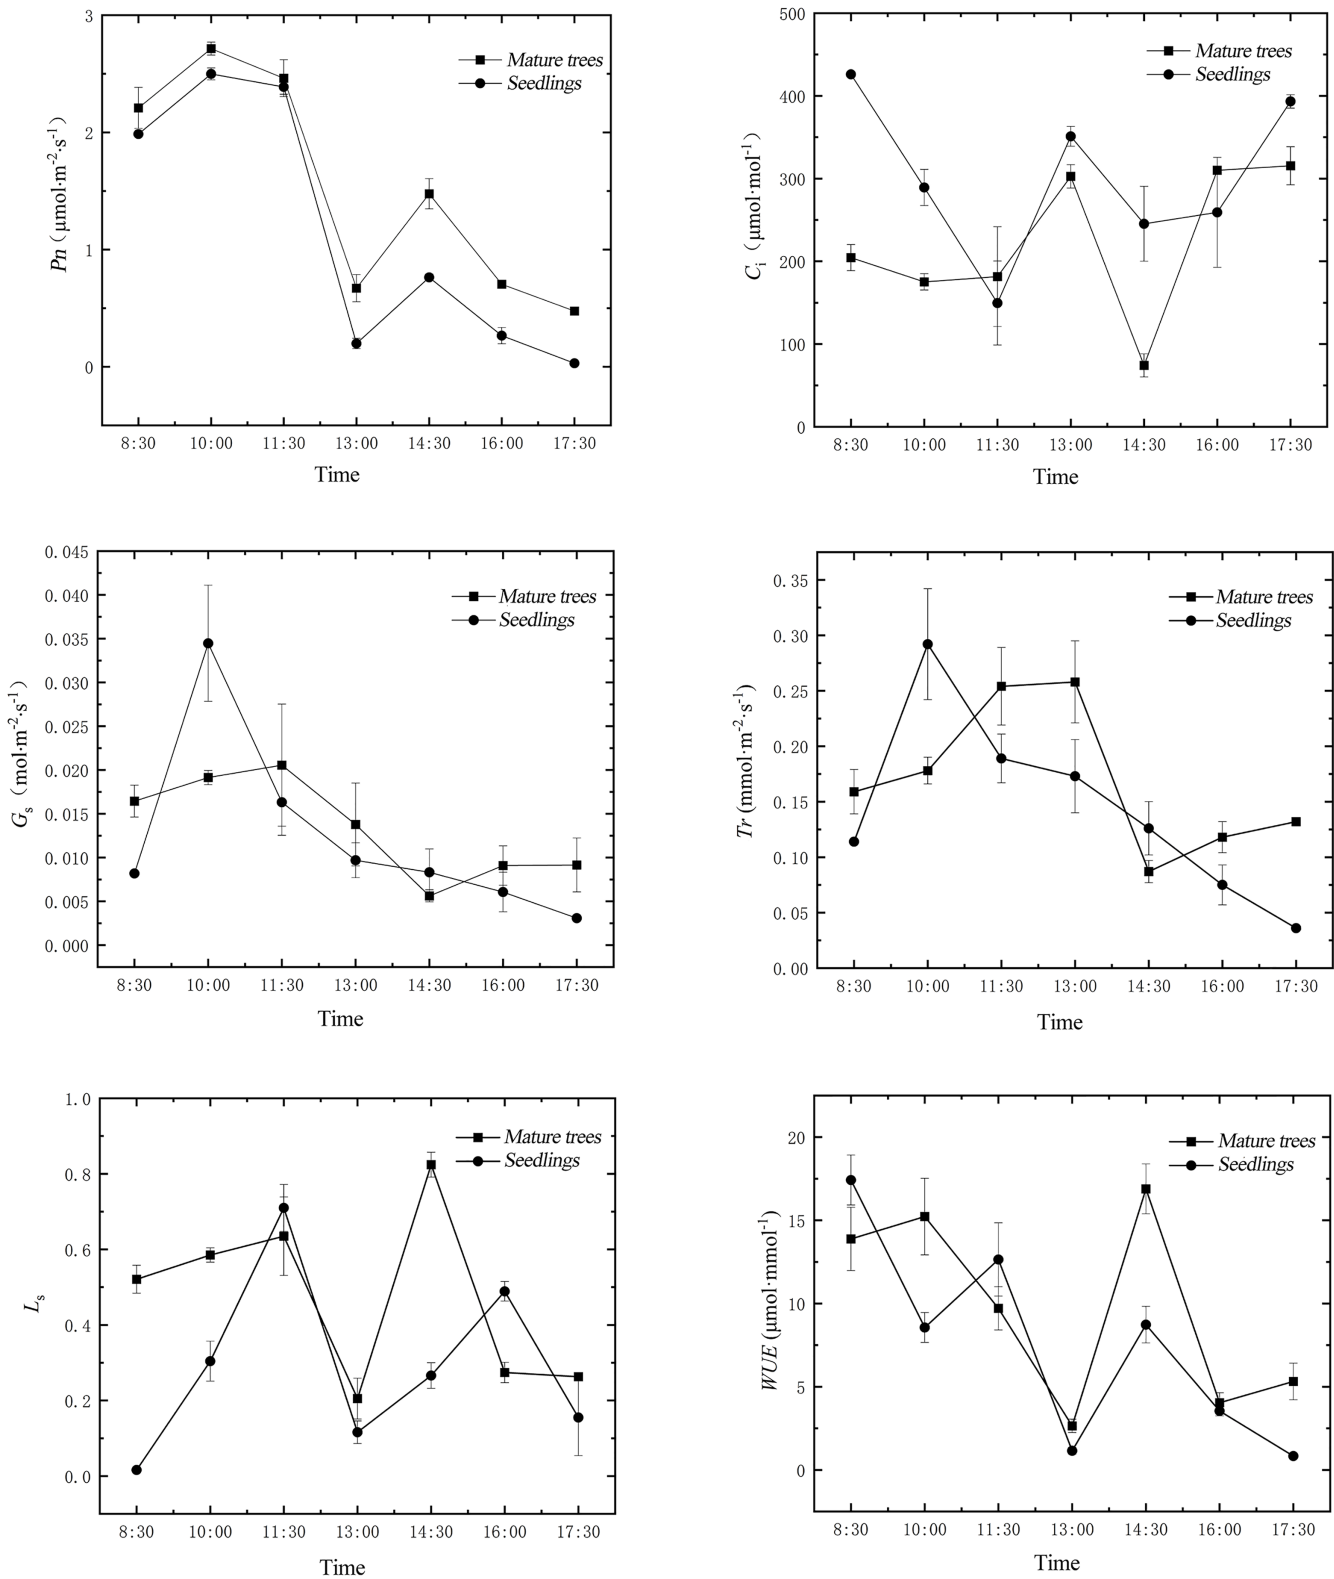 3
2
1
0
Pn（μmol·m-2·s-1)
Mature trees
Seedlings
8:30 10:00 11:30 13:00 14:30 16:00 17:30
Time
500
400
300
200
100
0
Ci（μmol·mol-1)
Mature trees
Seedlings
8:30 10:00 11:30 13:00 14:30 16:00 17:30
Time
0.045
0.040
0.035
0.030
0.025
0.020
0.015
0.010
0.005
0.000
Gs（mol·m-2·s-1)
Mature trees
Seedlings
8:30 10:00 11:30 13:00 14:30 16:00 17:30
Time
0.35
0.30
0.25
0.20
0.15
0.10
0.05
0.00
Tr (mmol·m-2·s-1)
Mature trees
Seedlings
8:30 10:00 11:30 13:00 14:30 16:00 17:30
Time
1.0
0.8
0.6
0.4
0.2
0.0
Ls
Mature trees
Seedlings
8:30 10:00 11:30 13:00 14:30 16:00 17:30
Time
20
15
10
5
0
WUE (μmol·mmol-1)
Mature trees
Seedlings
8:30 10:00 11:30 13:00 14:30 16:00 17:30
Time